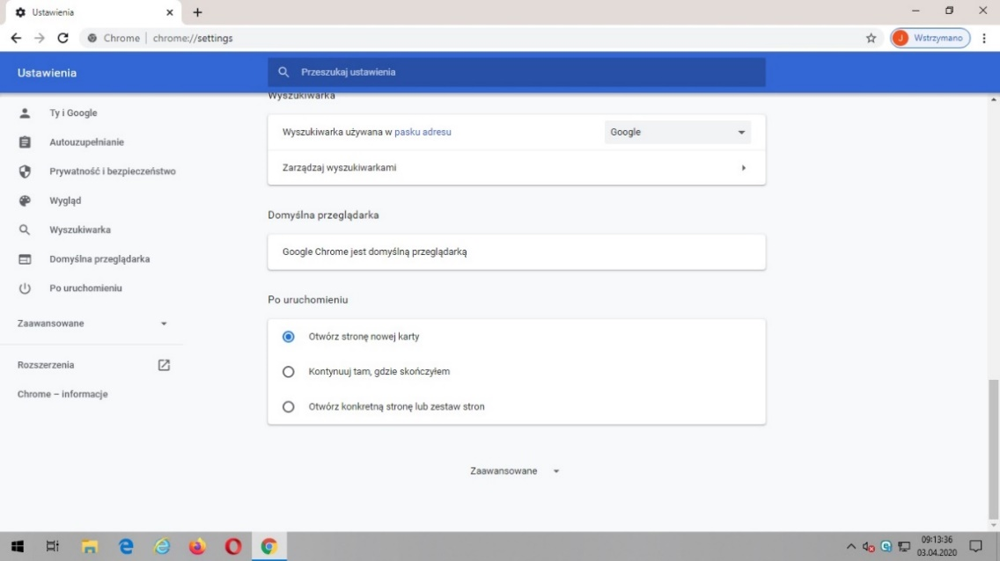 Ustawienia
Chrome | chrome://settings
Wstrzymano
Ustawienia
Przeszukaj ustawienia
Ty i Google
Autouzupełnianie
Prywatność i bezpieczeństwo
Wygląd
Wyszukiwarka
Domyślna przeglądarka
Po uruchomieniu
Zaawansowane
Rozszerzenia
Chrome – informacje
Wyszukiwarka
Wyszukiwarka używana w pasku adresu
Google
Zarządzaj wyszukiwarkami
Domyślna przeglądarka
Google Chrome jest domyślną przeglądarką
Po uruchomieniu
Otwórz stronę nowej karty
Kontynuuj tam, gdzie skończyłem
Otwórz konkretną stronę lub zestaw stron
Zaawansowane
09:13:36
03.04.2020